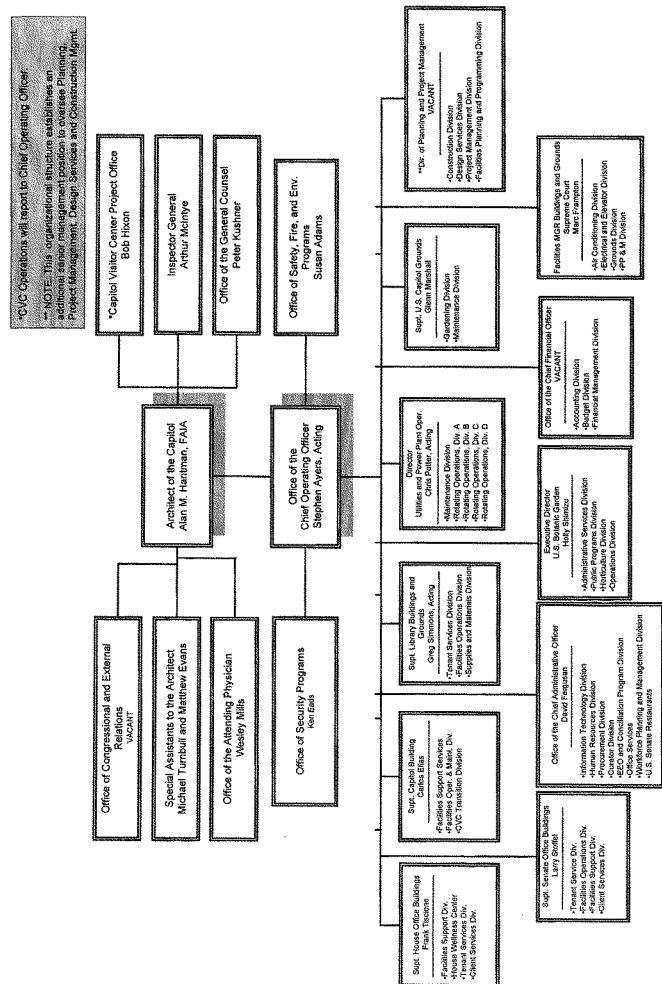 *CVC Operations will report to Chief Operating Officer.
** NOTE: This organizational structure establishes an
additional senior management position to oversee Planning,
Project Management, Design Services and Construction Mgmt.
Office of Congressional and External
Relations
VACANT
Special Assistants to the Architect
Michael Turnbull and Matthew Evans
Office of the Attending Physician
Wesley Mills
Architect of the Capitol
Alan M. Hantman, FAIA
*Capitol Visitor Center Project Office
Bob Hixon
Inspector General
Arthur McIntye
Office of the General Counsel
Peter Kushner
Office of Security Programs
Ken Eads
Office of the
Chief Operating Officer
Stephen Ayers, Acting
Office of Safety, Fire, and Env.
Programs
Susan Adams
Supt. House Office Buildings
Frank Tiscione
•Facilities Support Div.
•House Wellness Center
•Tenant Services Div.
•Client Services Div.
Supt. Capitol Building
Carlos Elias
•Facilities Support Services
•Facilities Oper. & Maint. Div.
•CVC Transition Division
Supt. Library Buildings and
Grounds
Greg Simmons, Acting
•Tenant Services Division
•Facilities Operations Division
•Supplies and Materials Division
Director
Utilities and Power Plant Oper.
Chris Potter, Acting
•Maintenance Division
•Rotating Operations, Div. A
•Rotating Operations, Div. B
•Rotating Operations, Div. C
•Rotating Operations, Div. D
Supt. U.S. Capitol Grounds
Glenn Marshall
•Gardening Division
•Maintenance Division
**Dir. of Planning and Project Management
VACANT
•Construction Division
•Design Services Division
•Project Management Division
•Facilities Planning and Programming Division
Supt. Senate Office Buildings
Larry Stoffel
•Tenant Service Div.
•Facilities Operations Div.
•Facilities Support Div.
•Client Services Div.
Office of the Chief Administrative Officer
David Ferguson
•Information Technology Division
•Human Resources Division
•Procurement Division
•Curator Division
•EEO and Conciliation Program Division
•Office Services
•Workforce Planning and Management Division
•U.S. Senate Restaurants
Executive Director
U.S. Botanic Garden
Holly Shimizu
•Administrative Services Division
•Public Programs Division
•Horticulture Division
•Operations Division
Office of the Chief Financial Officer
VACANT
•Accounting Division
•Budget Division
•Financial Management Division
Facilities MGR Buildings and Grounds
Supreme Court
Marc Frampton
•Air Conditioning Division
•Electrical and Elevator Division
•Grounds Division
•PP & M Division